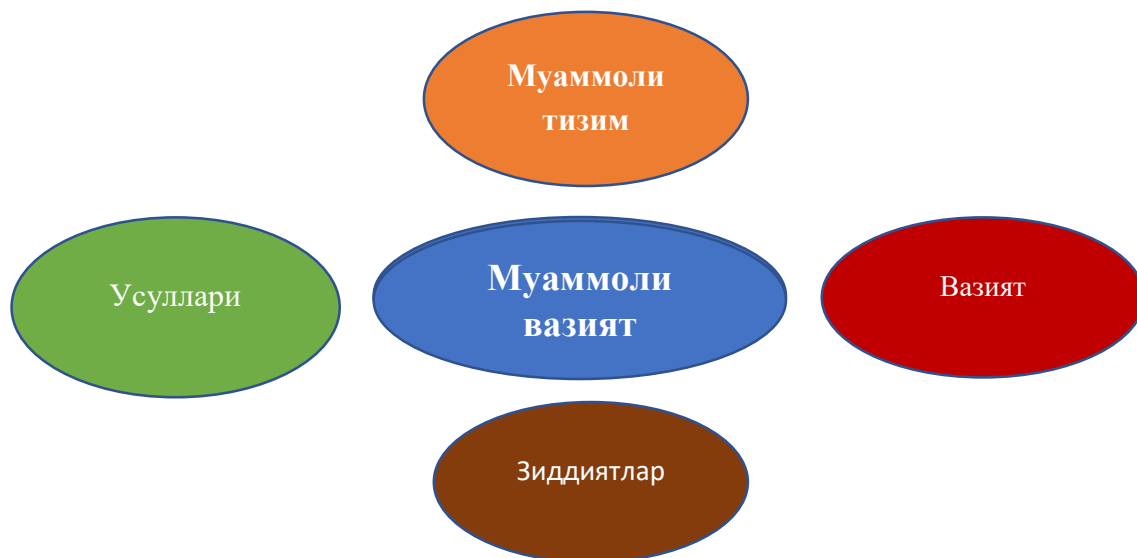 Муаммоли
тизим
Усуллари
Муаммоли
вазият
Вазият
Зиддиятлар